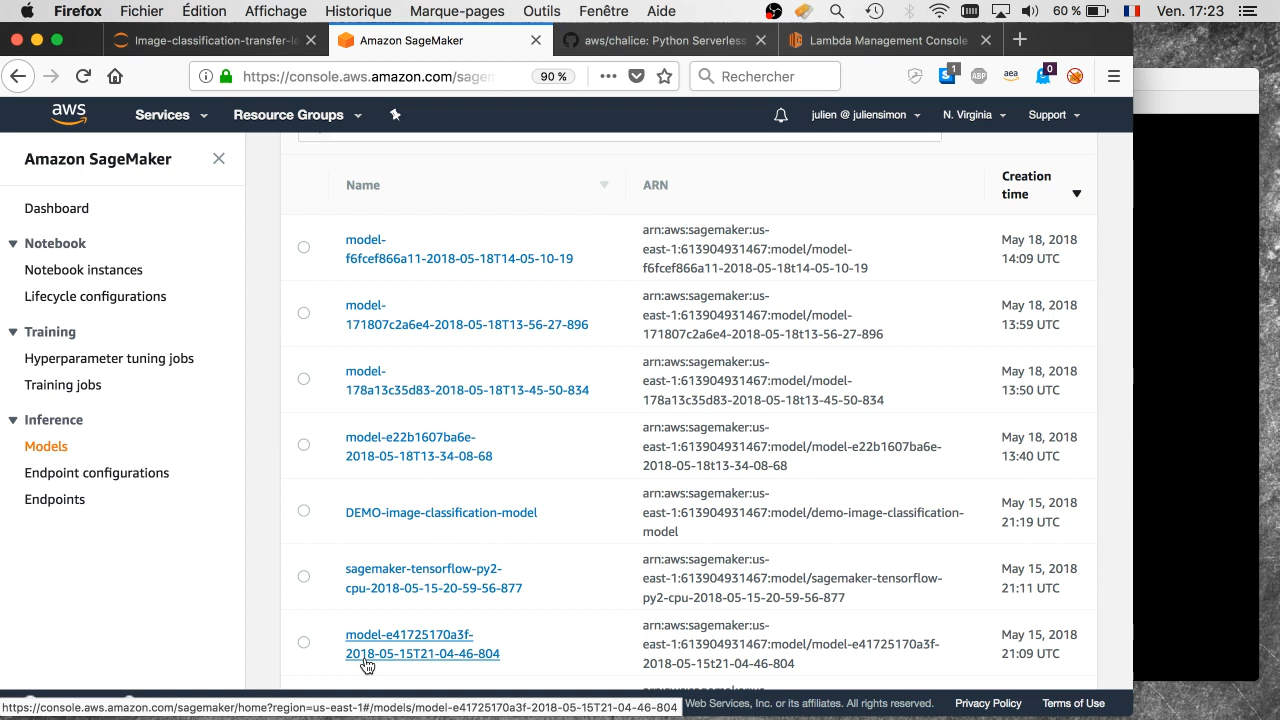 Firefox Fichier Édition Affichage Historique Marque-pages Outils Fenêtre Aide 60 % Ven. 17:23
Image-classification-transfer-le
Amazon SageMaker
aws/chalice: Python Serverless
Lambda Management Console
https://console.aws.amazon.com/sagem
90 %
Rechercher
1
ABP
aea
0
aws
Services
Resource Groups
julien @ juliensimon
N. Virginia
Support
Amazon SageMaker
Dashboard
Notebook
Notebook instances
Lifecycle configurations
Training
Hyperparameter tuning jobs
Training jobs
Inference
Models
Endpoint configurations
Endpoints
Name
ARN
Creation
time
model-
f6fcef866a11-2018-05-18T14-05-10-19
arn:aws:sagemaker:us-
east-1:613904931467:model/model-
f6fcef866a11-2018-05-18t14-05-10-19
May 18, 2018
14:09 UTC
model-
171807c2a6e4-2018-05-18T13-56-27-896
arn:aws:sagemaker:us-
east-1:613904931467:model/model-
171807c2a6e4-2018-05-18t13-56-27-896
May 18, 2018
13:59 UTC
model-
178a13c35d83-2018-05-18T13-45-50-834
arn:aws:sagemaker:us-
east-1:613904931467:model/model-
178a13c35d83-2018-05-18t13-45-50-834
May 18, 2018
13:50 UTC
model-e22b1607ba6e-
2018-05-18T13-34-08-68
arn:aws:sagemaker:us-
east-1:613904931467:model/model-e22b1607ba6e-
2018-05-18t13-34-08-68
May 18, 2018
13:40 UTC
DEMO-image-classification-model
arn:aws:sagemaker:us-
east-1:613904931467:model/demo-image-classification-
model
May 15, 2018
21:19 UTC
sagemaker-tensorflow-py2-
cpu-2018-05-15-20-59-56-877
arn:aws:sagemaker:us-
east-1:613904931467:model/sagemaker-tensorflow-
py2-cpu-2018-05-15-20-59-56-877
May 15, 2018
21:11 UTC
model-e41725170a3f-
2018-05-15T21-04-46-804
arn:aws:sagemaker:us-
east-1:613904931467:model/model-e41725170a3f-
2018-05-15t21-04-46-804
May 15, 2018
21:09 UTC
https://console.aws.amazon.com/sagemaker/home?region=us-east-1#/models/model-e41725170a3f-2018-05-15T21-04-46-804
Web Services, Inc. or its affiliates. All rights reserved.
Privacy Policy
Terms of Use